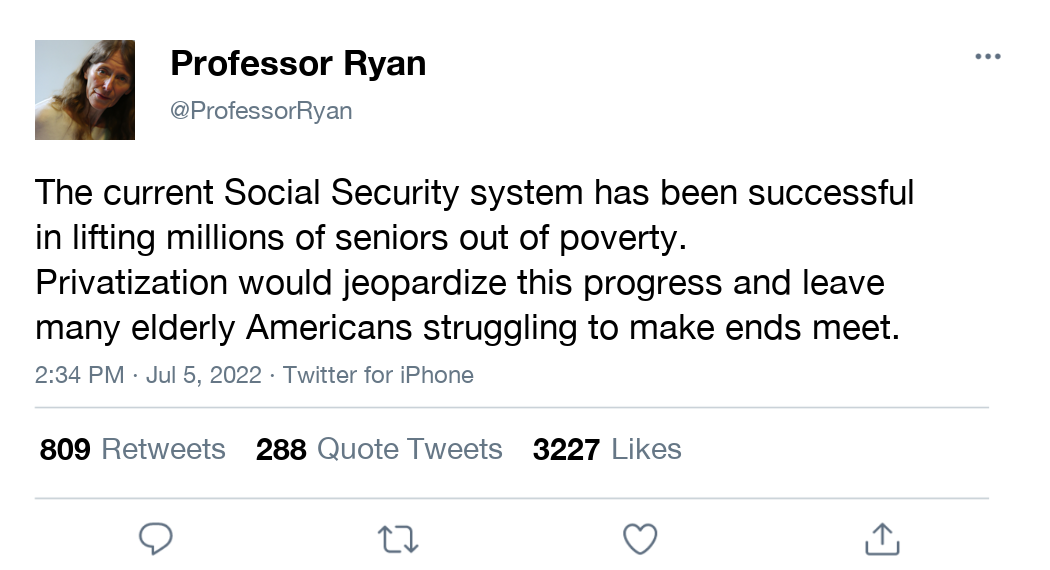 Professor Ryan
@ProfessorRyan
The current Social Security system has been successful
in lifting millions of seniors out of poverty.
Privatization would jeopardize this progress and leave
many elderly Americans struggling to make ends meet.
2:34 PM · Jul 5, 2022 · Twitter for iPhone
809 Retweets 288 Quote Tweets 3227 Likes